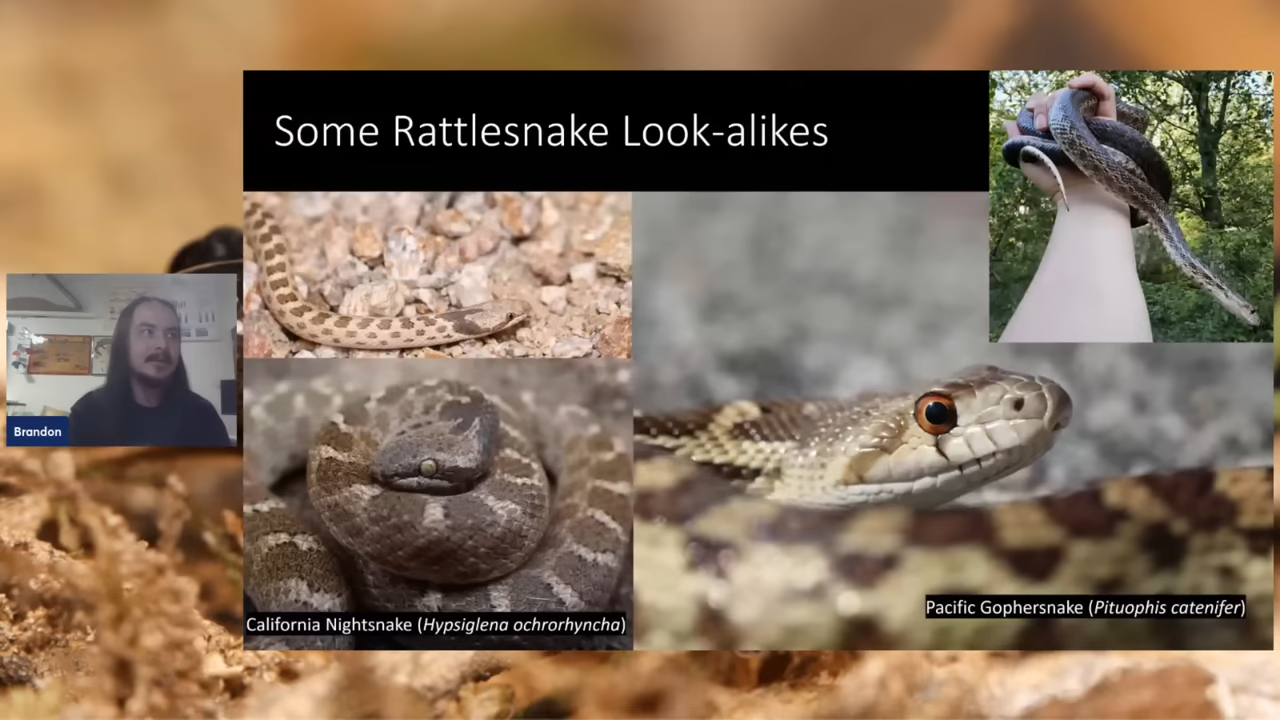 Some Rattlesnake Look-alikes
Brandon
California Nightsnake (Hypsiglena ochrorhyncha)
Pacific Gophersnake (Pituophis catenifer)